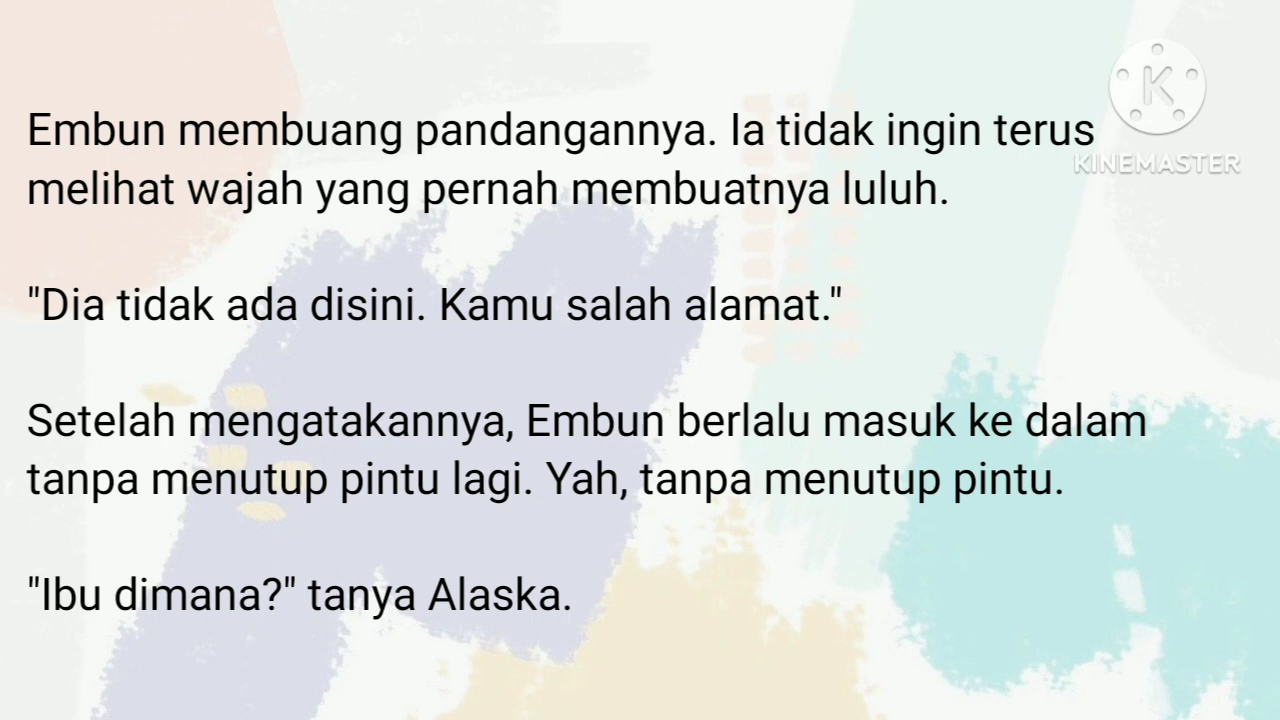 Embun membuang pandangannya. Ia tidak ingin terus
melihat wajah yang pernah membuatnya luluh.
"Dia tidak ada disini. Kamu salah alamat."
Setelah mengatakannya, Embun berlalu masuk ke dalam
tanpa menutup pintu lagi. Yah, tanpa menutup pintu.
"Ibu dimana?" tanya Alaska.
K
KINEMASTER